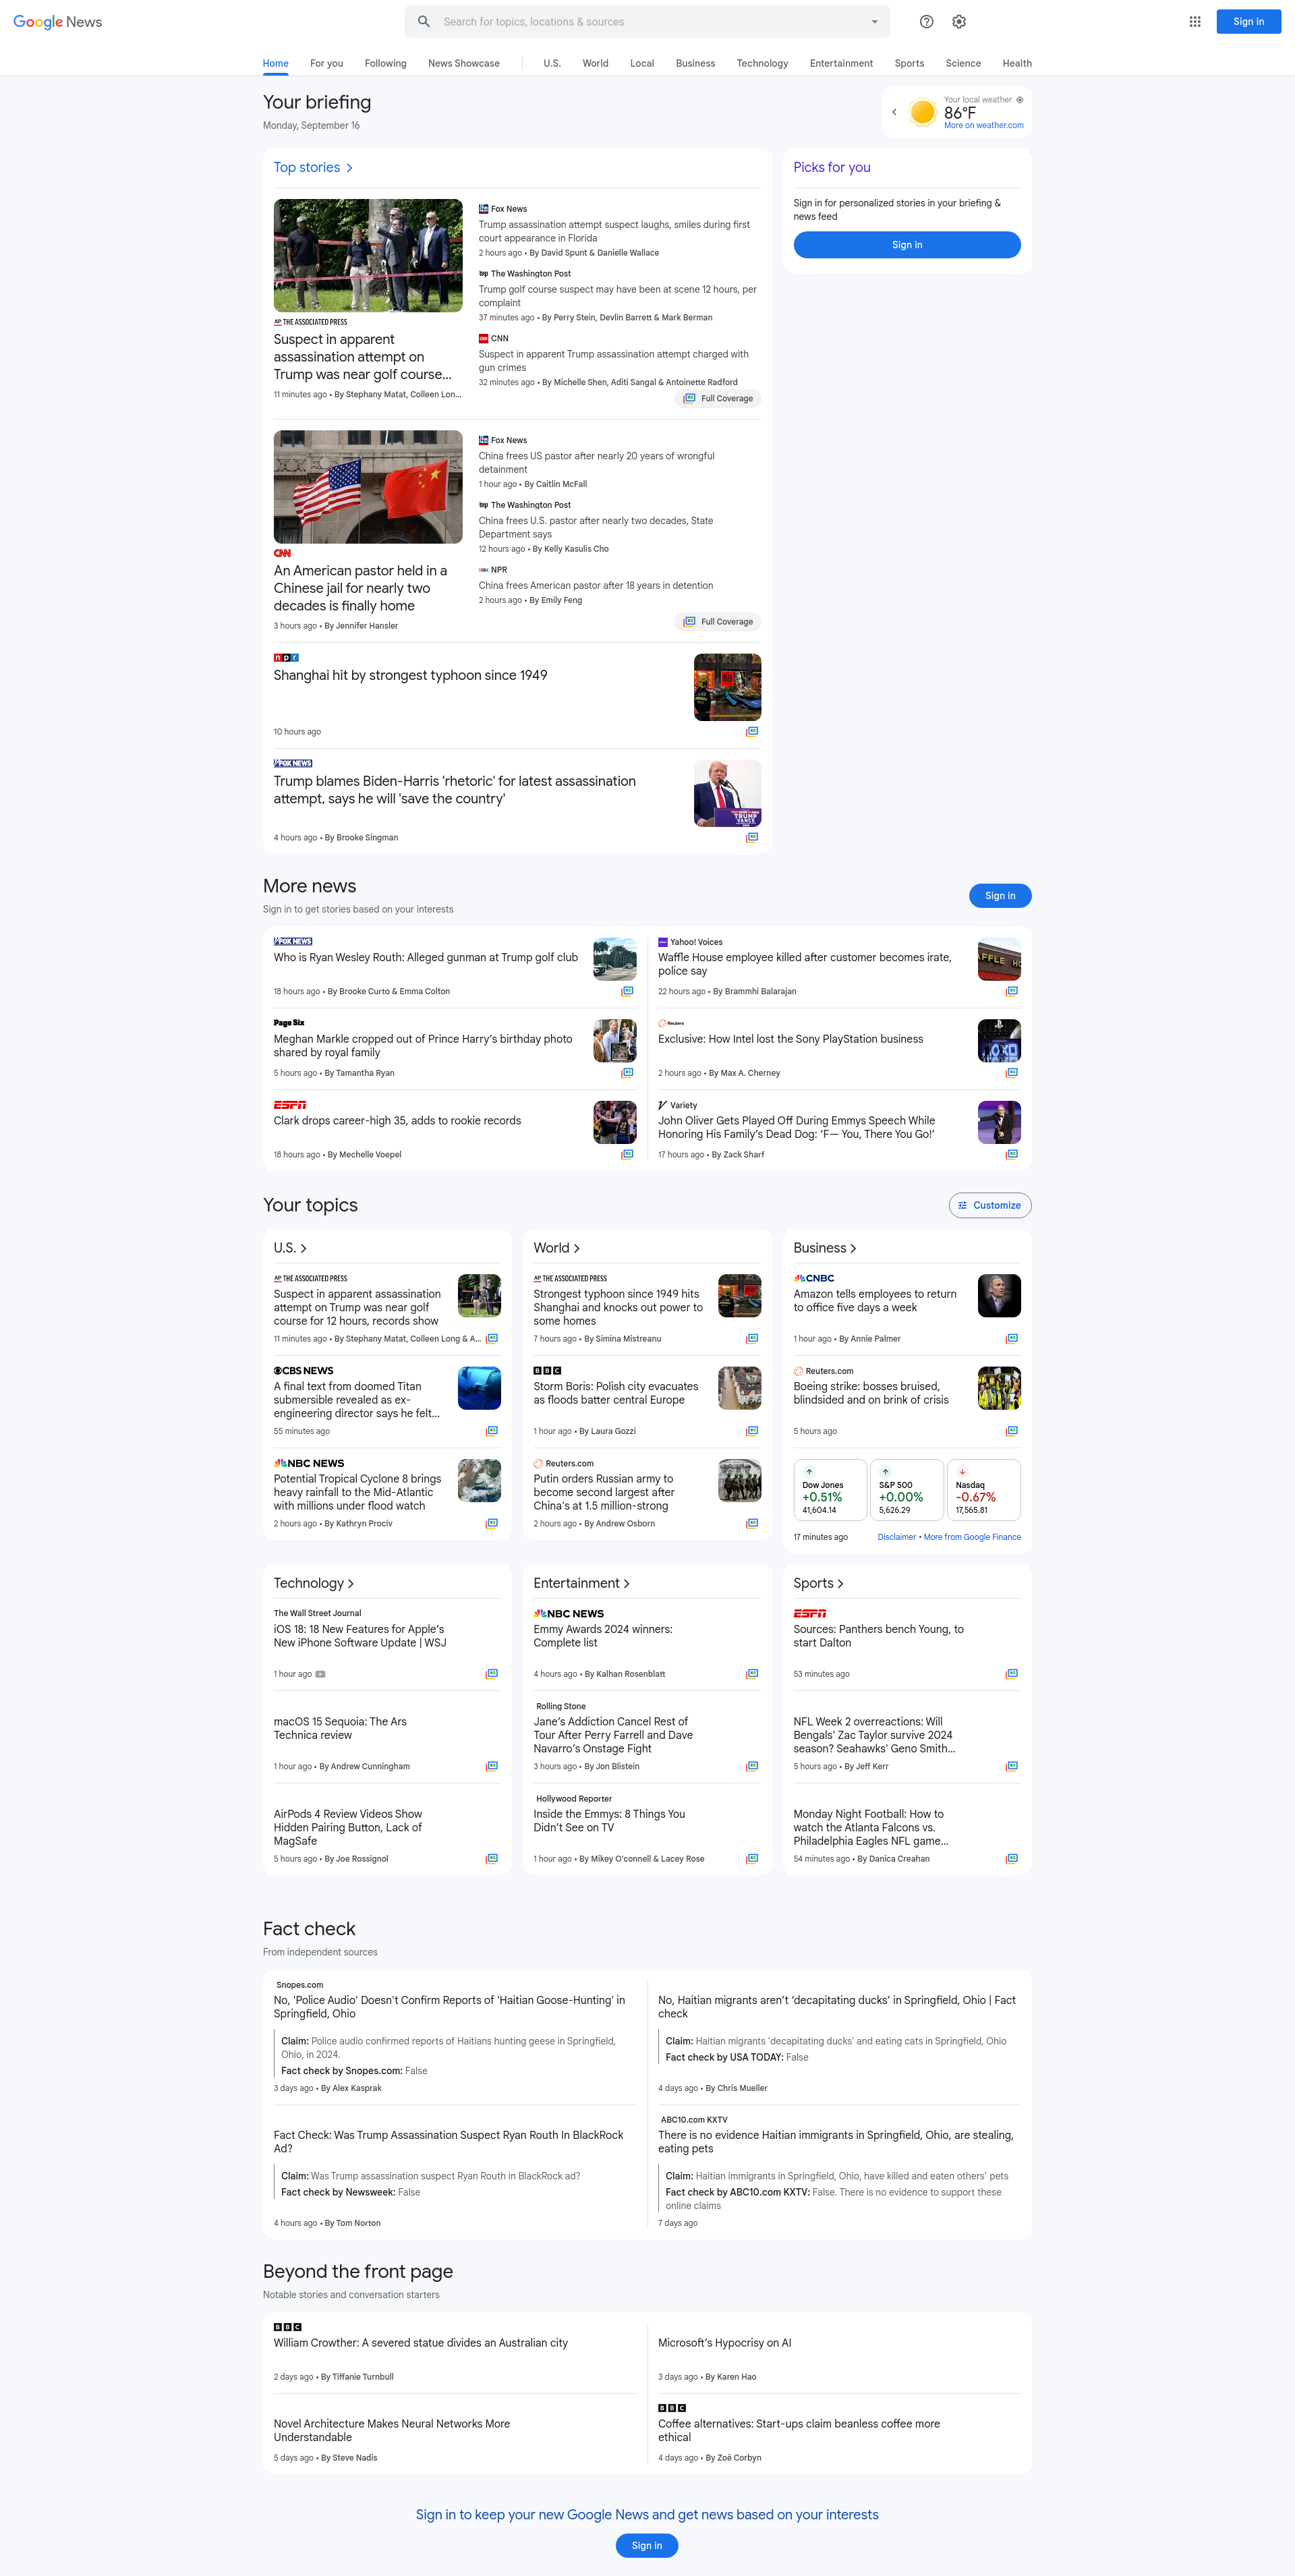 Google News
Search for topics, locations & sources
Sign in
Home For you Following News Showcase U.S. World Local Business Technology Entertainment Sports Science Health
Your briefing
Monday, September 16
Your local weather
86°F
More on weather.com
Top stories
THE ASSOCIATED PRESS
Suspect in apparent
assassination attempt on
Trump was near golf course...
11 minutes ago • By Stephany Matat, Colleen Lon...
Fox News
Trump assassination attempt suspect laughs, smiles during first
court appearance in Florida
2 hours ago • By David Spunt & Danielle Wallace
The Washington Post
Trump golf course suspect may have been at scene 12 hours, per
complaint
37 minutes ago • By Perry Stein, Devlin Barrett & Mark Berman
CNN
Suspect in apparent Trump assassination attempt charged with
gun crimes
32 minutes ago • By Michelle Shen, Aditi Sangal & Antoinette Radford
Full Coverage
CNN
An American pastor held in a
Chinese jail for nearly two
decades is finally home
3 hours ago • By Jennifer Hansler
Fox News
China frees US pastor after nearly 20 years of wrongful
detainment
1 hour ago • By Caitlin McFall
The Washington Post
China frees U.S. pastor after nearly two decades, State
Department says
12 hours ago • By Kelly Kasulis Cho
NPR
China frees American pastor after 18 years in detention
2 hours ago • By Emily Feng
Full Coverage
npr
Shanghai hit by strongest typhoon since 1949
10 hours ago
FOX NEWS
Trump blames Biden-Harris 'rhetoric' for latest assassination
attempt, says he will 'save the country'
4 hours ago • By Brooke Singman
TRUMP
VANCE
Picks for you
Sign in for personalized stories in your briefing &
news feed
Sign in
More news
Sign in to get stories based on your interests
Sign in
FOX NEWS
Who is Ryan Wesley Routh: Alleged gunman at Trump golf club
18 hours ago • By Brooke Curto & Emma Colton
Page Six
Meghan Markle cropped out of Prince Harry's birthday photo
shared by royal family
5 hours ago • By Tamantha Ryan
ESPN
Clark drops career-high 35, adds to rookie records
18 hours ago • By Mechelle Voepel
Yahoo! Voices
Waffle House employee killed after customer becomes irate,
police say
22 hours ago • By Brammhi Balarajan
Reuters
Exclusive: How Intel lost the Sony PlayStation business
2 hours ago • By Max A. Cherney
Variety
John Oliver Gets Played Off During Emmys Speech While
Honoring His Family's Dead Dog: 'F— You, There You Go!'
17 hours ago • By Zack Sharf
Your topics
Customize
U.S.
THE ASSOCIATED PRESS
Suspect in apparent assassination
attempt on Trump was near golf
course for 12 hours, records show
11 minutes ago • By Stephany Matat, Colleen Long & A...
CBS NEWS
A final text from doomed Titan
submersible revealed as ex-
engineering director says he felt...
55 minutes ago
NBC NEWS
Potential Tropical Cyclone 8 brings
heavy rainfall to the Mid-Atlantic
with millions under flood watch
2 hours ago • By Kathryn Prociv
World
THE ASSOCIATED PRESS
Strongest typhoon since 1949 hits
Shanghai and knocks out power to
some homes
7 hours ago • By Simina Mistreanu
BBC
Storm Boris: Polish city evacuates
as floods batter central Europe
1 hour ago • By Laura Gozzi
Reuters.com
Putin orders Russian army to
become second largest after
China's at 1.5 million-strong
2 hours ago • By Andrew Osborn
Business
CNBC
Amazon tells employees to return
to office five days a week
1 hour ago • By Annie Palmer
Reuters.com
Boeing strike: bosses bruised,
blindsided and on brink of crisis
5 hours ago
Dow Jones
+0.51%
41,604.14
S&P 500
+0.00%
5,626.29
Nasdaq
-0.67%
17,565.81
17 minutes ago
Disclaimer • More from Google Finance
Technology
The Wall Street Journal
iOS 18: 18 New Features for Apple's
New iPhone Software Update | WSJ
1 hour ago
macOS 15 Sequoia: The Ars
Technica review
1 hour ago • By Andrew Cunningham
AirPods 4 Review Videos Show
Hidden Pairing Button, Lack of
MagSafe
5 hours ago • By Joe Rossignol
Entertainment
NBC NEWS
Emmy Awards 2024 winners:
Complete list
4 hours ago • By Kalhan Rosenblatt
Rolling Stone
Jane's Addiction Cancel Rest of
Tour After Perry Farrell and Dave
Navarro's Onstage Fight
3 hours ago • By Jon Blistein
Hollywood Reporter
Inside the Emmys: 8 Things You
Didn't See on TV
1 hour ago • By Mikey O'connell & Lacey Rose
Sports
ESPN
Sources: Panthers bench Young, to
start Dalton
53 minutes ago
NFL Week 2 overreactions: Will
Bengals' Zac Taylor survive 2024
season? Seahawks' Geno Smith...
5 hours ago • By Jeff Kerr
Monday Night Football: How to
watch the Atlanta Falcons vs.
Philadelphia Eagles NFL game...
54 minutes ago • By Danica Creahan
Fact check
From independent sources
Snopes.com
No, 'Police Audio' Doesn't Confirm Reports of 'Haitian Goose-Hunting' in
Springfield, Ohio
Claim: Police audio confirmed reports of Haitians hunting geese in Springfield,
Ohio, in 2024.
Fact check by Snopes.com: False
3 days ago • By Alex Kasprak
Fact Check: Was Trump Assassination Suspect Ryan Routh In BlackRock
Ad?
Claim: Was Trump assassination suspect Ryan Routh in BlackRock ad?
Fact check by Newsweek: False
4 hours ago • By Tom Norton
No, Haitian migrants aren't 'decapitating ducks' in Springfield, Ohio | Fact
check
Claim: Haitian migrants 'decapitating ducks' and eating cats in Springfield, Ohio
Fact check by USA TODAY: False
4 days ago • By Chris Mueller
ABC10.com KXTV
There is no evidence Haitian immigrants in Springfield, Ohio, are stealing,
eating pets
Claim: Haitian immigrants in Springfield, Ohio, have killed and eaten others' pets
Fact check by ABC10.com KXTV: False. There is no evidence to support these
online claims
7 days ago
Beyond the front page
Notable stories and conversation starters
BBC
William Crowther: A severed statue divides an Australian city
2 days ago • By Tiffanie Turnbull
Novel Architecture Makes Neural Networks More
Understandable
5 days ago • By Steve Nadis
Microsoft's Hypocrisy on AI
3 days ago • By Karen Hao
BBC
Coffee alternatives: Start-ups claim beanless coffee more
ethical
4 days ago • By Zoë Corbyn
Sign in to keep your new Google News and get news based on your interests
Sign in